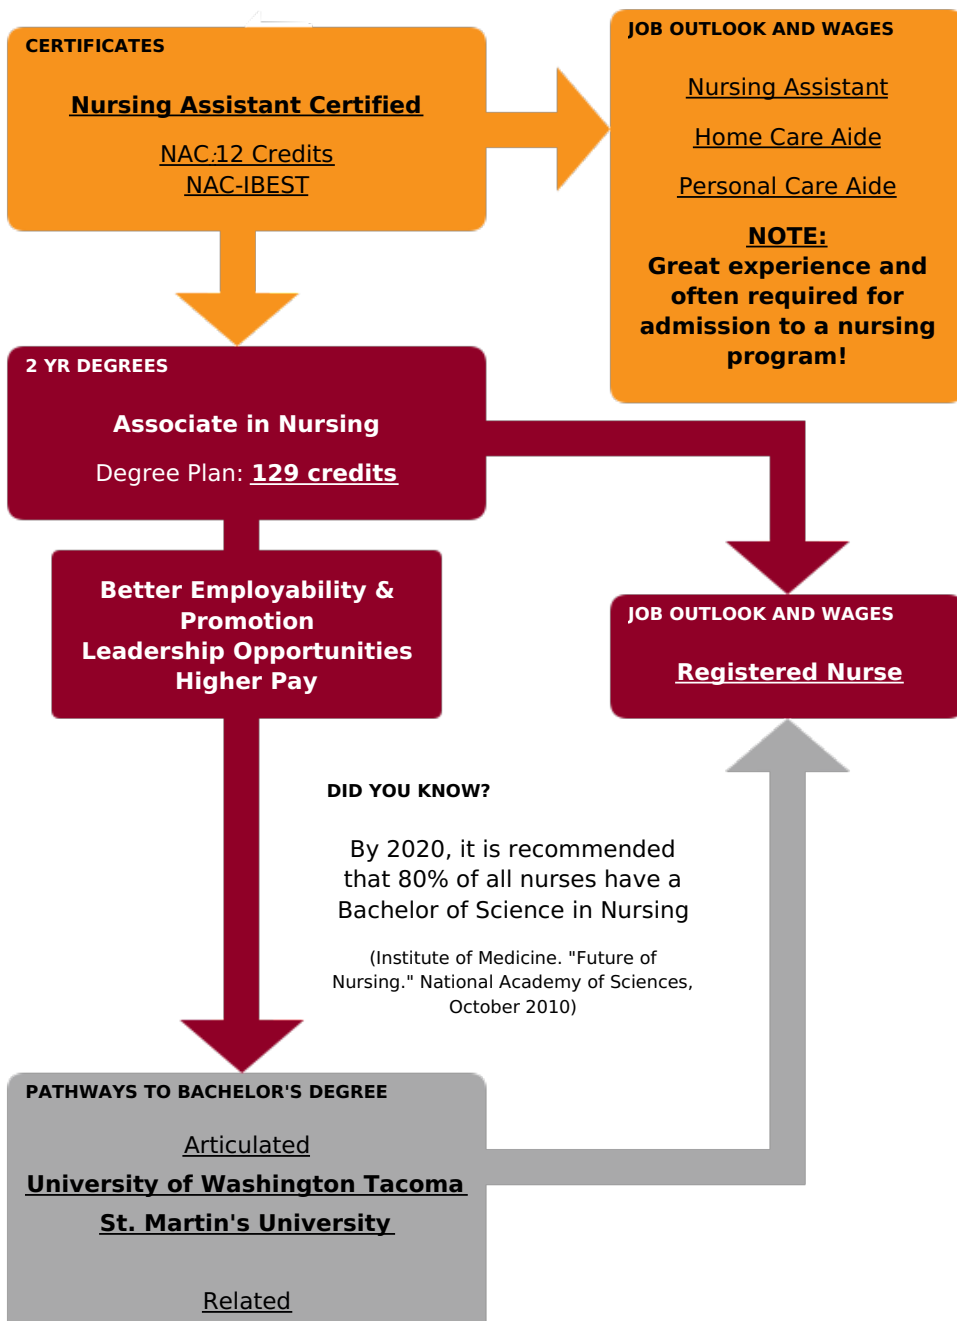 CERTIFICATES
Nursing Assistant Certified
NAC:12 Credits
NAC-IBEST
JOB OUTLOOK AND WAGES
Nursing Assistant
Home Care Aide
Personal Care Aide
NOTE:
Great experience and
often required for
admission to a nursing
program!
2 YR DEGREES
Associate in Nursing
Degree Plan: 129 credits
Better Employability &
Promotion
Leadership Opportunities
Higher Pay
JOB OUTLOOK AND WAGES
Registered Nurse
DID YOU KNOW?
By 2020, it is recommended
that 80% of all nurses have a
Bachelor of Science in Nursing
(Institute of Medicine. "Future of
Nursing." National Academy of Sciences,
October 2010)
PATHWAYS TO BACHELOR'S DEGREE
Articulated
University of Washington Tacoma
St. Martin's University
Related